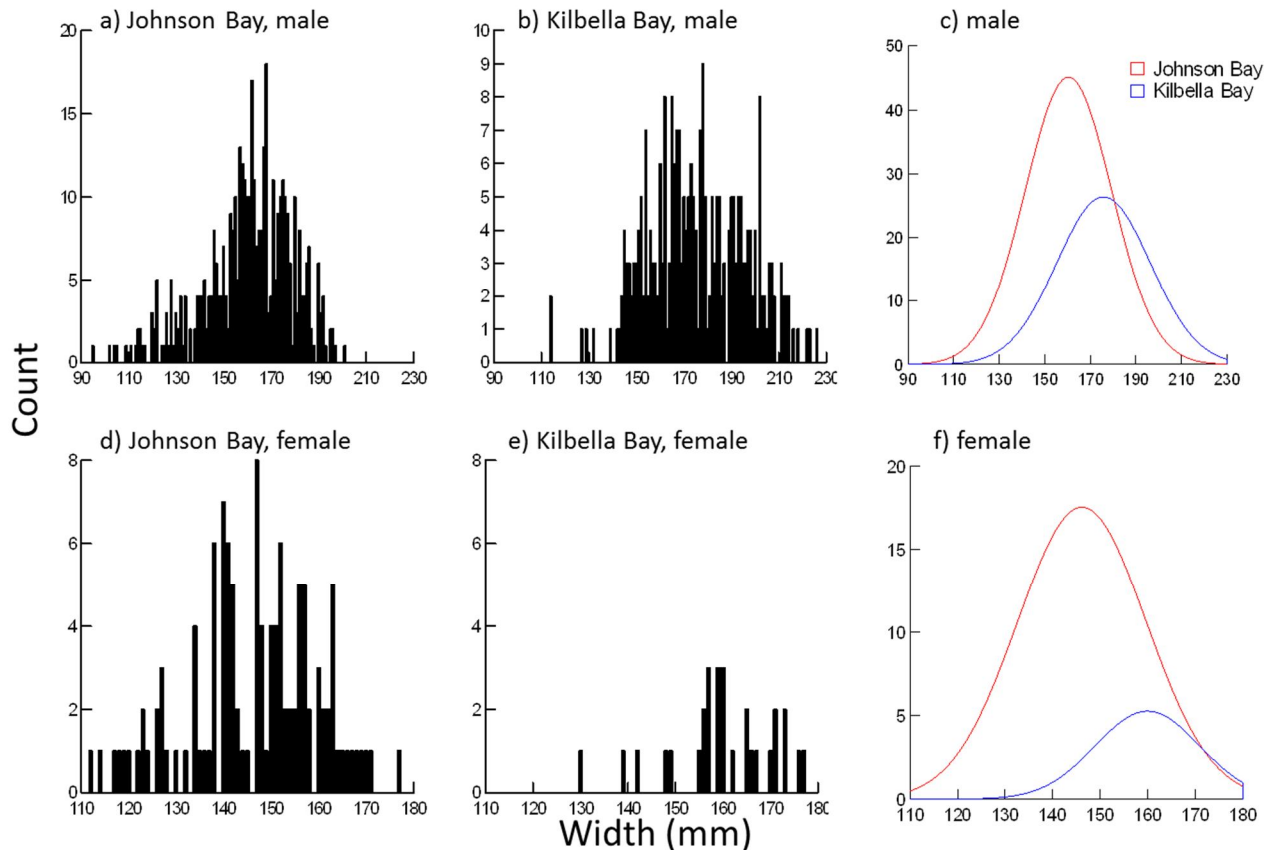 a) Johnson Bay, male
20
15
10
5
0
90 110 130 150 170 190 210 230
b) Kilbella Bay, male
10
9
8
7
6
5
4
3
2
1
0
90 110 130 150 170 190 210 230
c) male
50
40
30
20
10
0
90 110 130 150 170 190 210 230
Johnson Bay
Kilbella Bay
Count
d) Johnson Bay, female
8
6
4
2
0
110 120 130 140 150 160 170 180
e) Kilbella Bay, female
8
6
4
2
0
110 120 130 140 150 160 170 180
f) female
20
15
10
5
0
110 120 130 140 150 160 170 180
Width (mm)